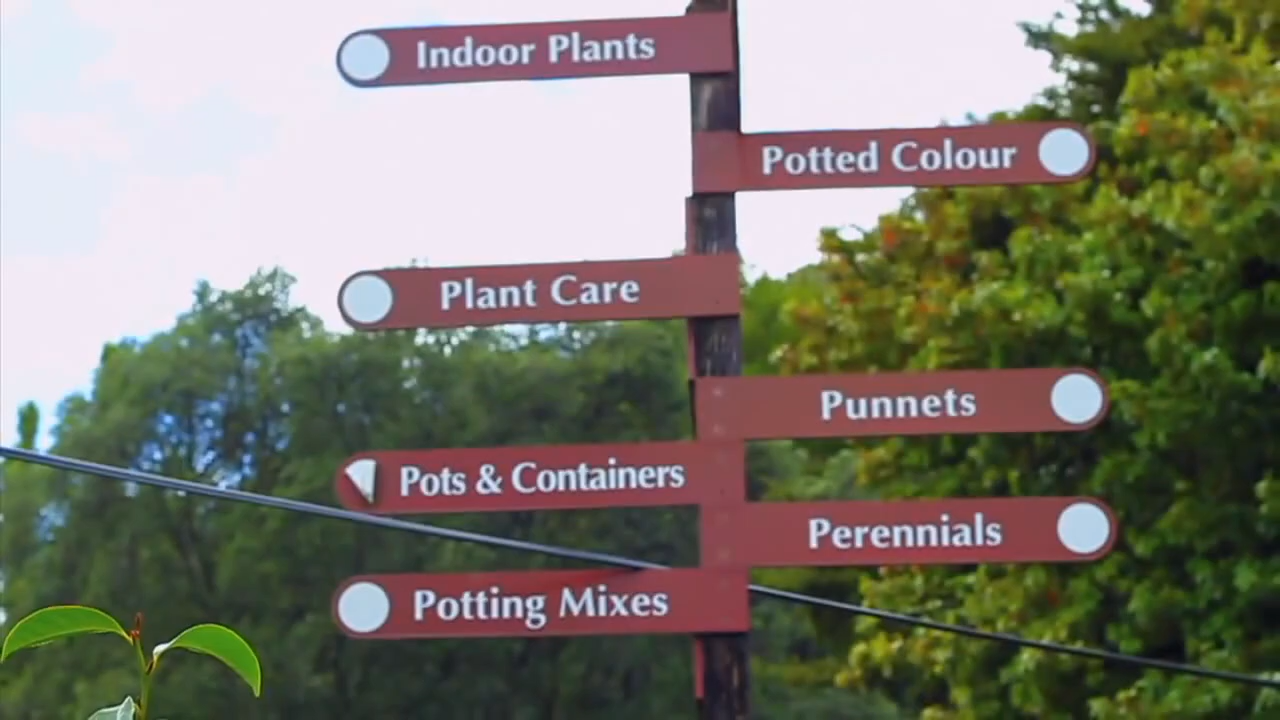 Indoor Plants
Potted Colour
Plant Care
Punnets
Pots & Containers
Perennials
Potting Mixes